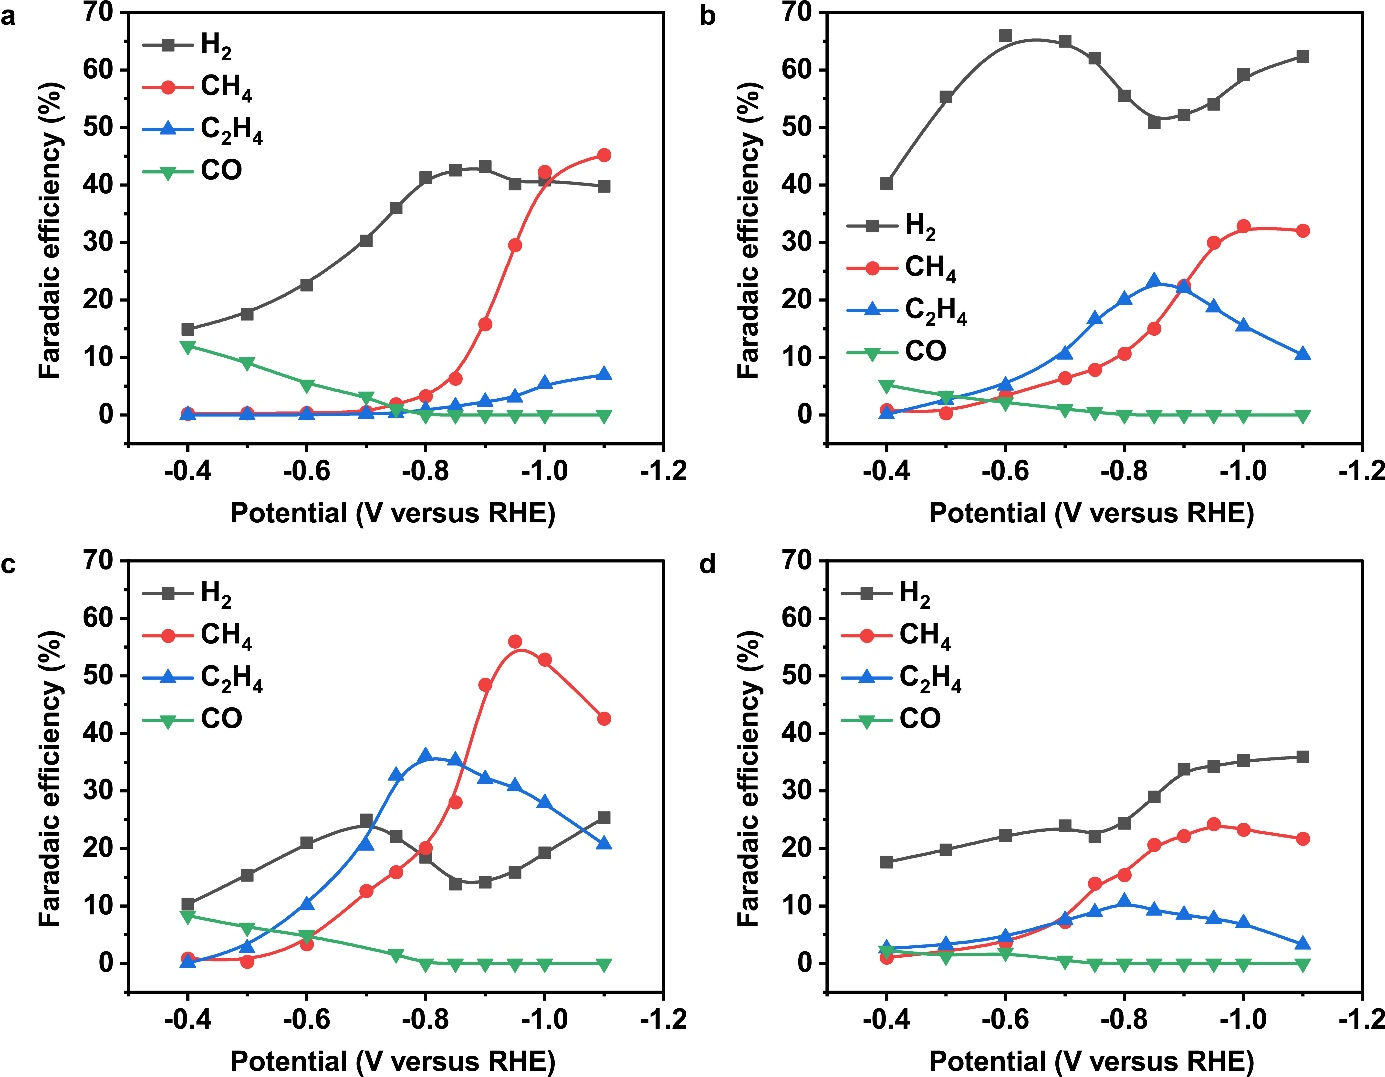 a
Faradaic efficiency (%)
70
60
50
40
30
20
10
0
H2
CH4
C2H4
CO
-0.4 -0.6 -0.8 -1.0 -1.2
Potential (V versus RHE)
b
Faradaic efficiency (%)
70
60
50
40
30
20
10
0
H2
CH4
C2H4
CO
-0.4 -0.6 -0.8 -1.0 -1.2
Potential (V versus RHE)
c
Faradaic efficiency (%)
70
60
50
40
30
20
10
0
H2
CH4
C2H4
CO
-0.4 -0.6 -0.8 -1.0 -1.2
Potential (V versus RHE)
d
Faradaic efficiency (%)
70
60
50
40
30
20
10
0
H2
CH4
C2H4
CO
-0.4 -0.6 -0.8 -1.0 -1.2
Potential (V versus RHE)